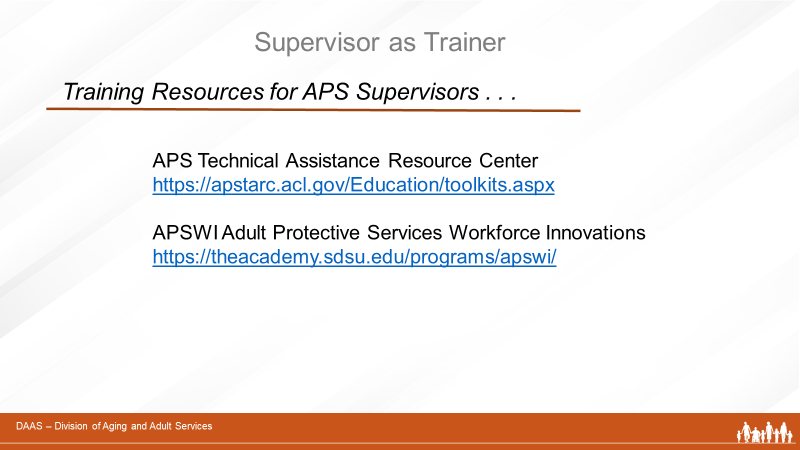 Supervisor as Trainer
Training Resources for APS Supervisors . . .
APS Technical Assistance Resource Center
https://apstarc.acl.gov/Education/toolkits.aspx
APSWI Adult Protective Services Workforce Innovations
https://theacademy.sdsu.edu/programs/apswi/
DAAS – Division of Aging and Adult Services